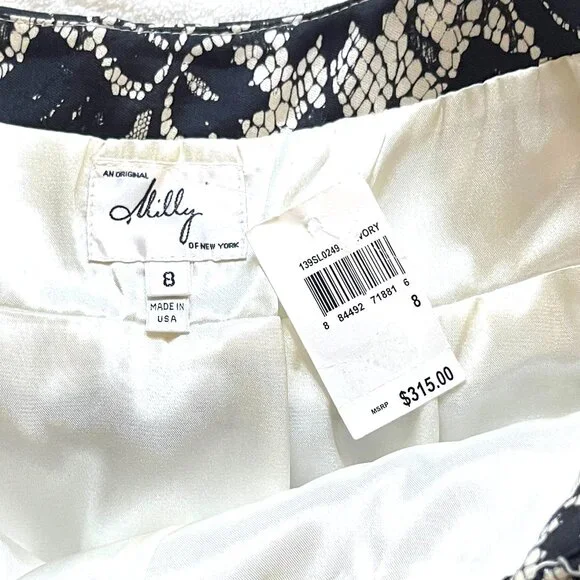 AN ORIGINAL
Milly
OF NEW YORK
8
MADE IN
USA
8 84492 71881 6
8
MSRP $315.00